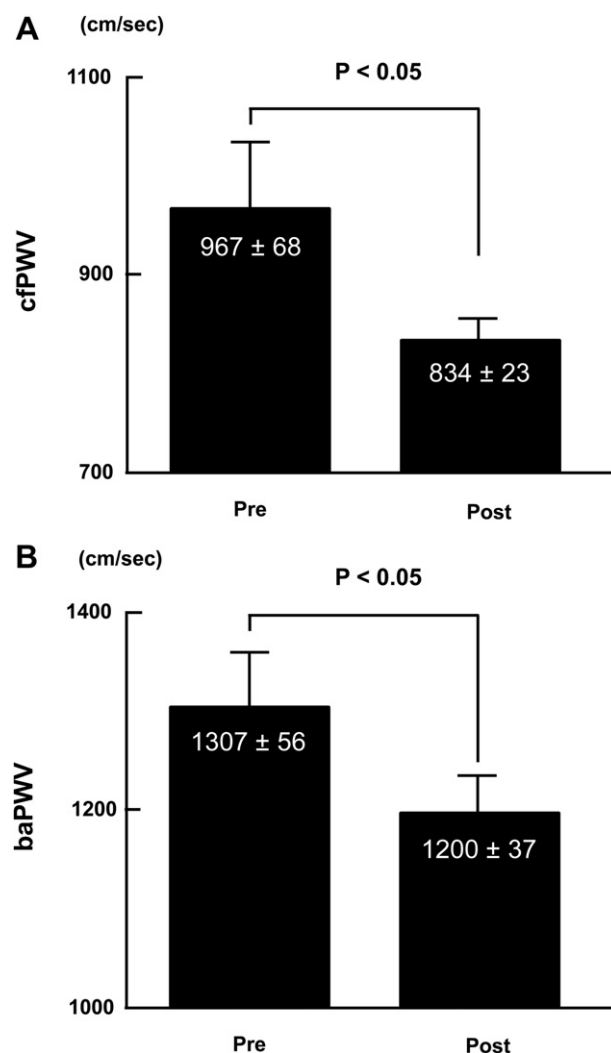 A (cm/sec)
P < 0.05
1100
967 ± 68
900
cfPWV
834 ± 23
700
Pre Post
B (cm/sec)
P < 0.05
1400
1307 ± 56
1200
baPWV
1200 ± 37
1000
Pre Post